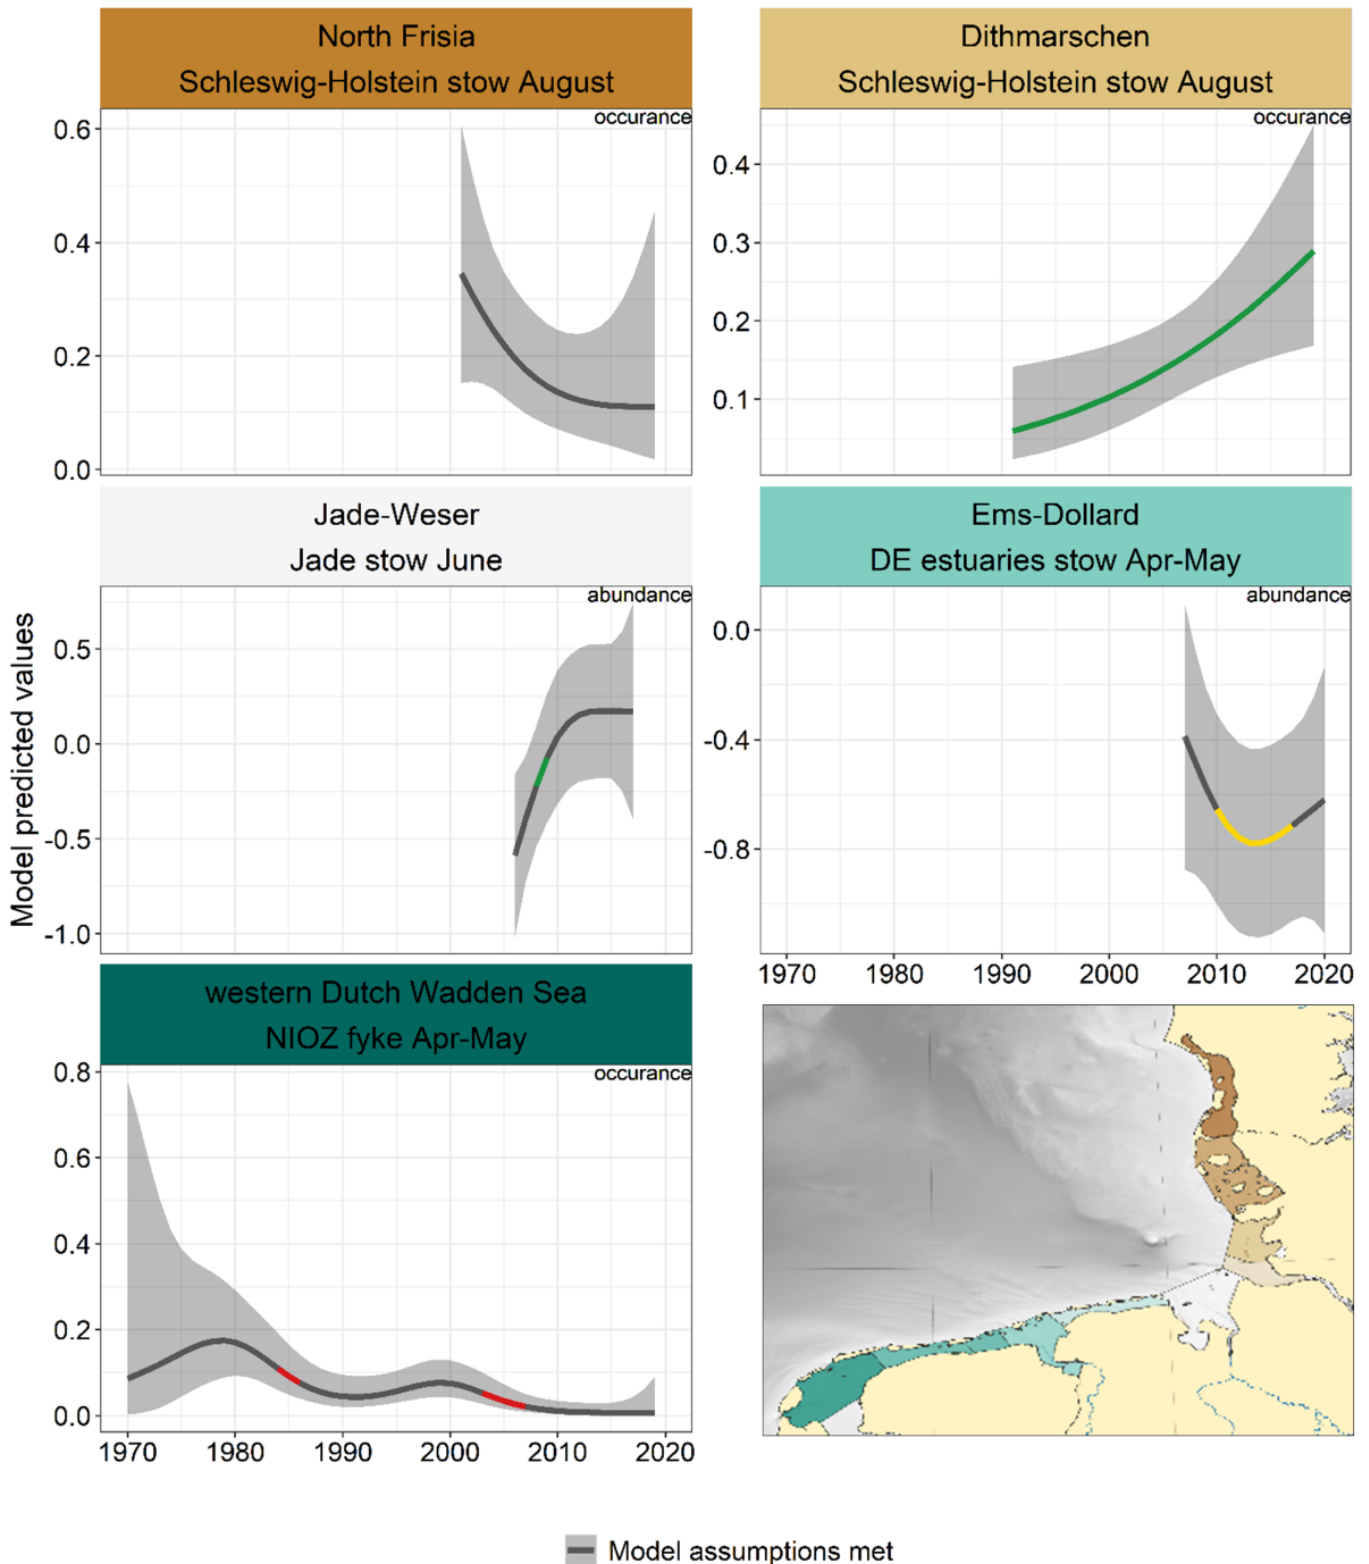 North Frisia
Schleswig-Holstein stow August
occurance
0.6
0.4
0.2
0.0
Dithmarschen
Schleswig-Holstein stow August
occurance
0.4
0.3
0.2
0.1
Model predicted values
Jade-Weser
Jade stow June
abundance
0.5
0.0
-0.5
-1.0
Ems-Dollard
DE estuaries stow Apr-May
abundance
0.0
-0.4
-0.8
1970 1980 1990 2000 2010 2020
western Dutch Wadden Sea
NIOZ fyke Apr-May
occurance
0.8
0.6
0.4
0.2
0.0
1970 1980 1990 2000 2010 2020
Model assumptions met